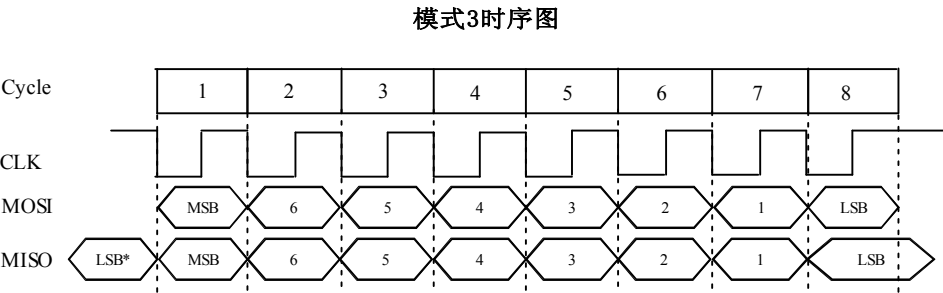 模式3时序图
Cycle 1 2 3 4 5 6 7 8
CLK
MOSI MSB 6 5 4 3 2 1 LSB
MISO LSB* MSB 6 5 4 3 2 1 LSB